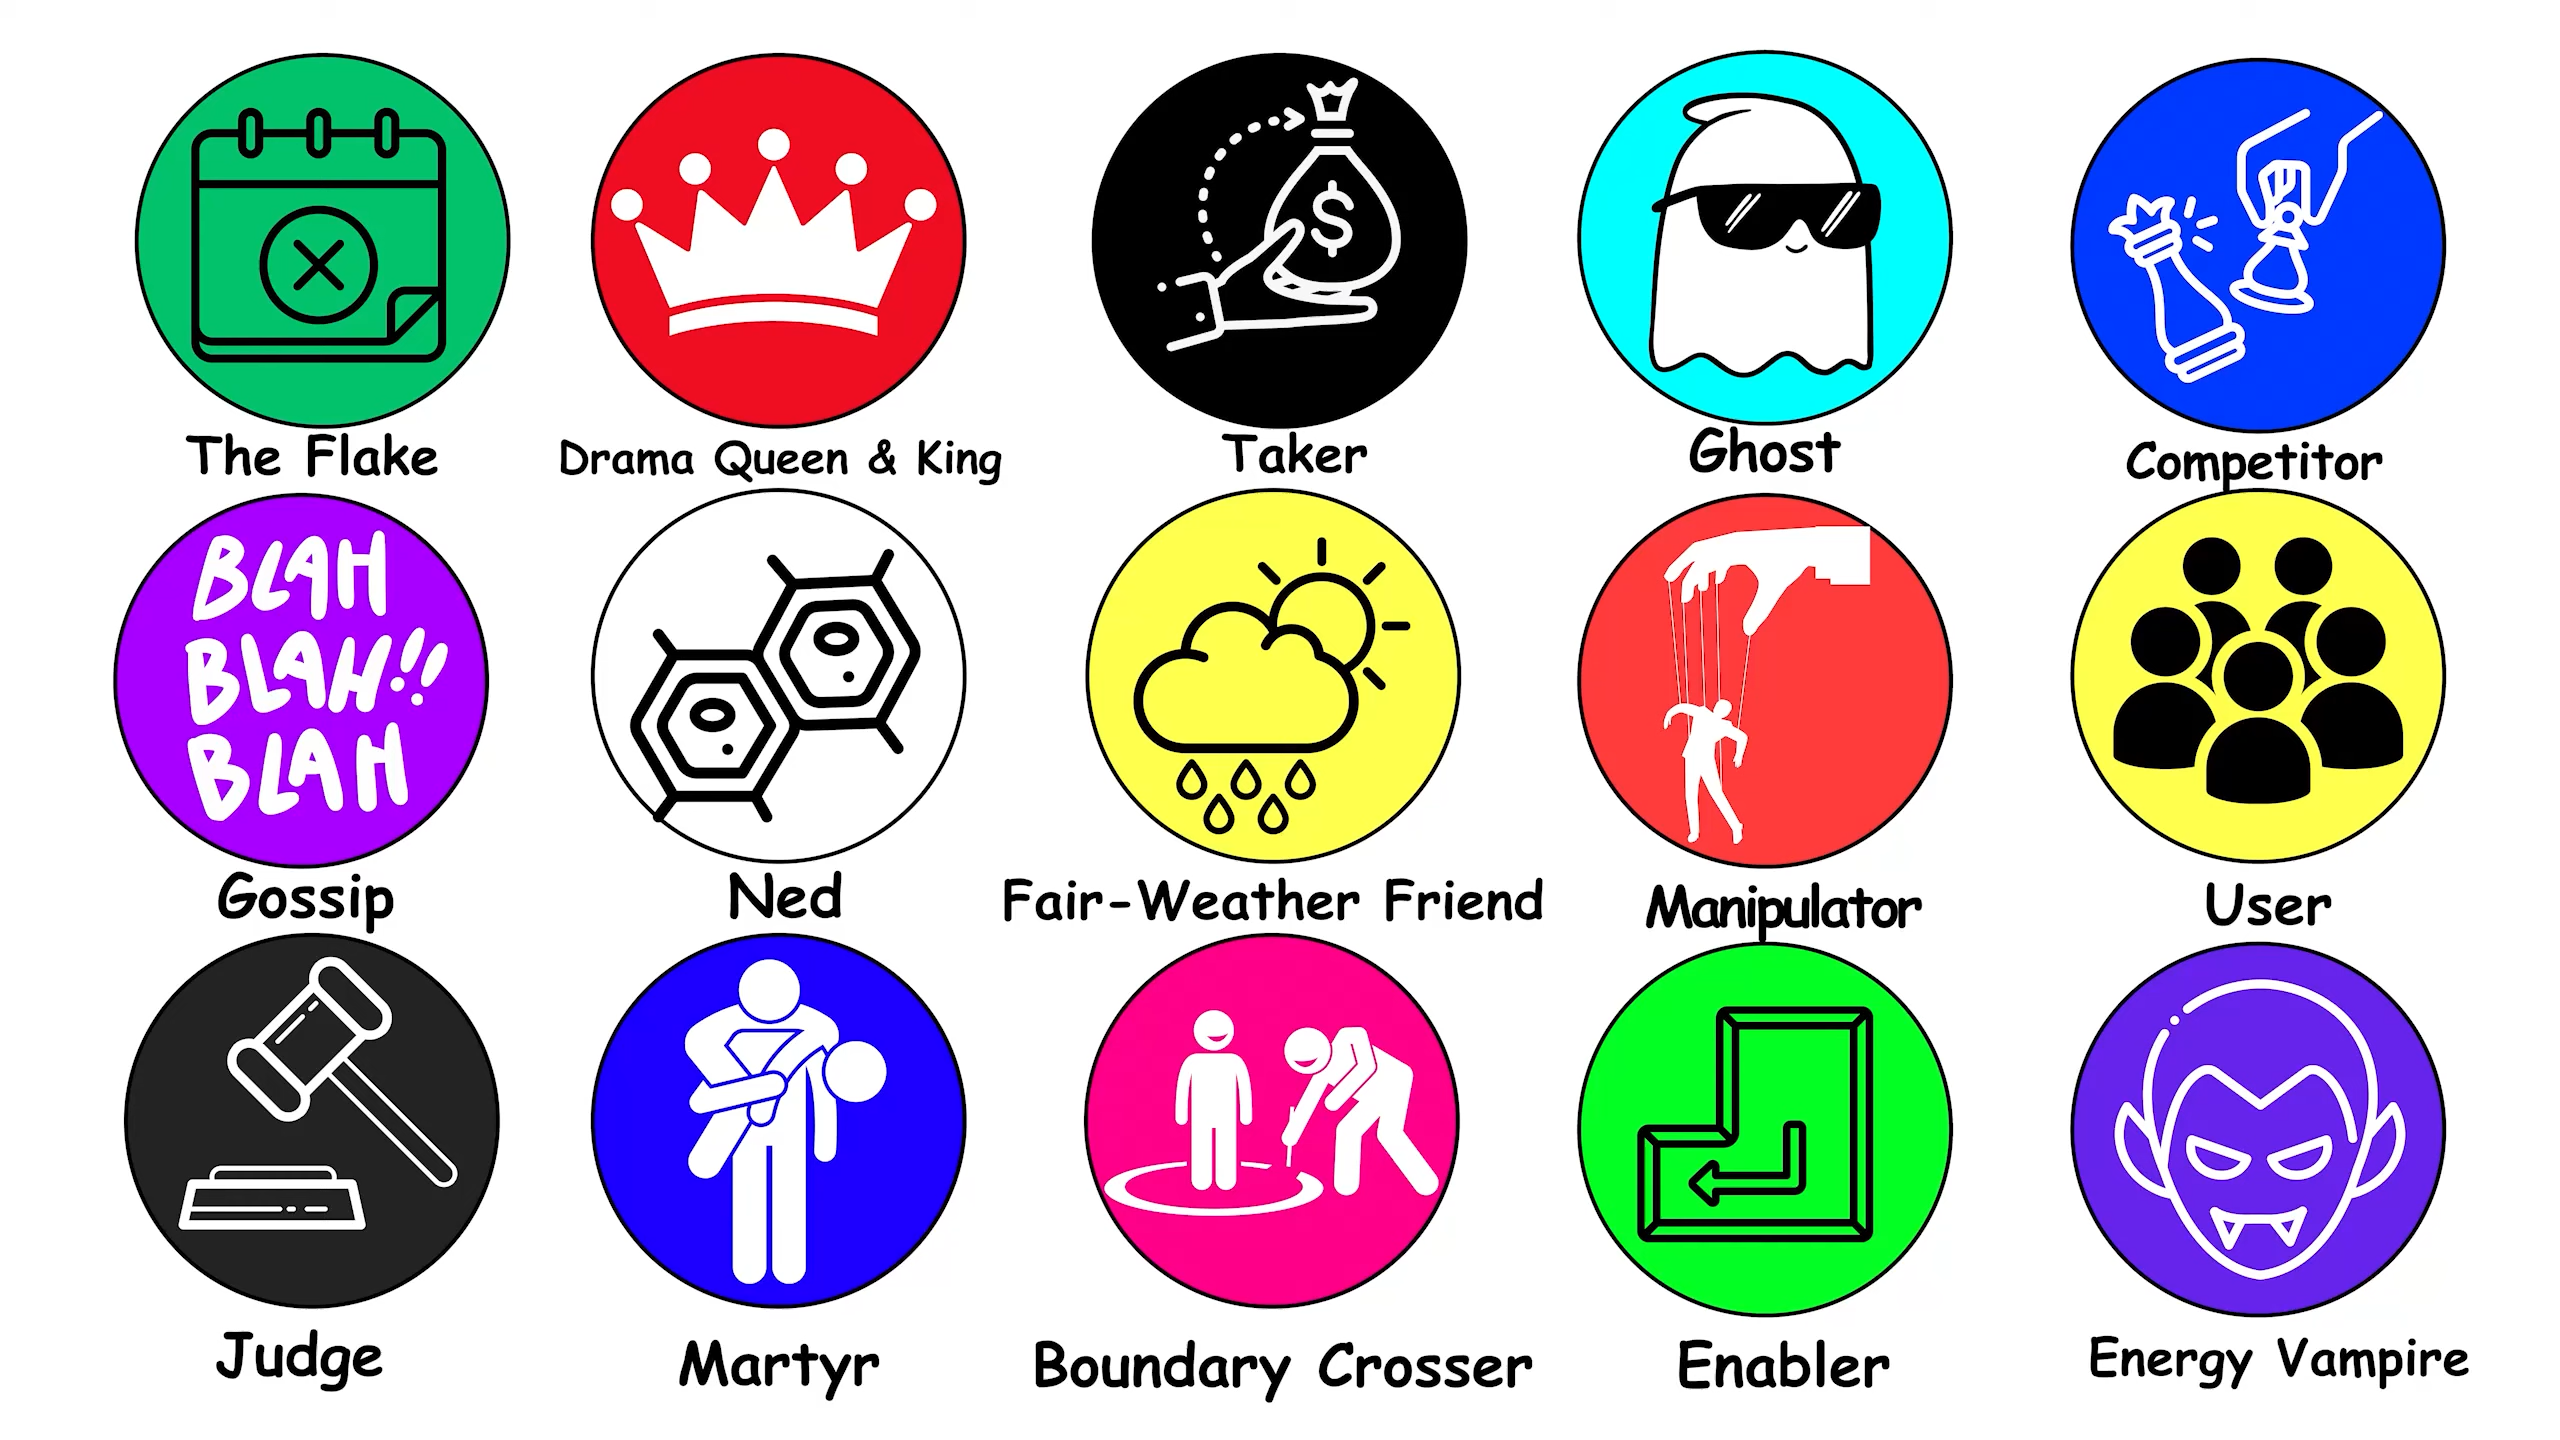 The Flake
Drama Queen & King
Taker
Ghost
Competitor
BLAH
BLAH!!
BLAH
Gossip
Ned
Fair-Weather Friend
Manipulator
User
Judge
Martyr
Boundary Crosser
Enabler
Energy Vampire